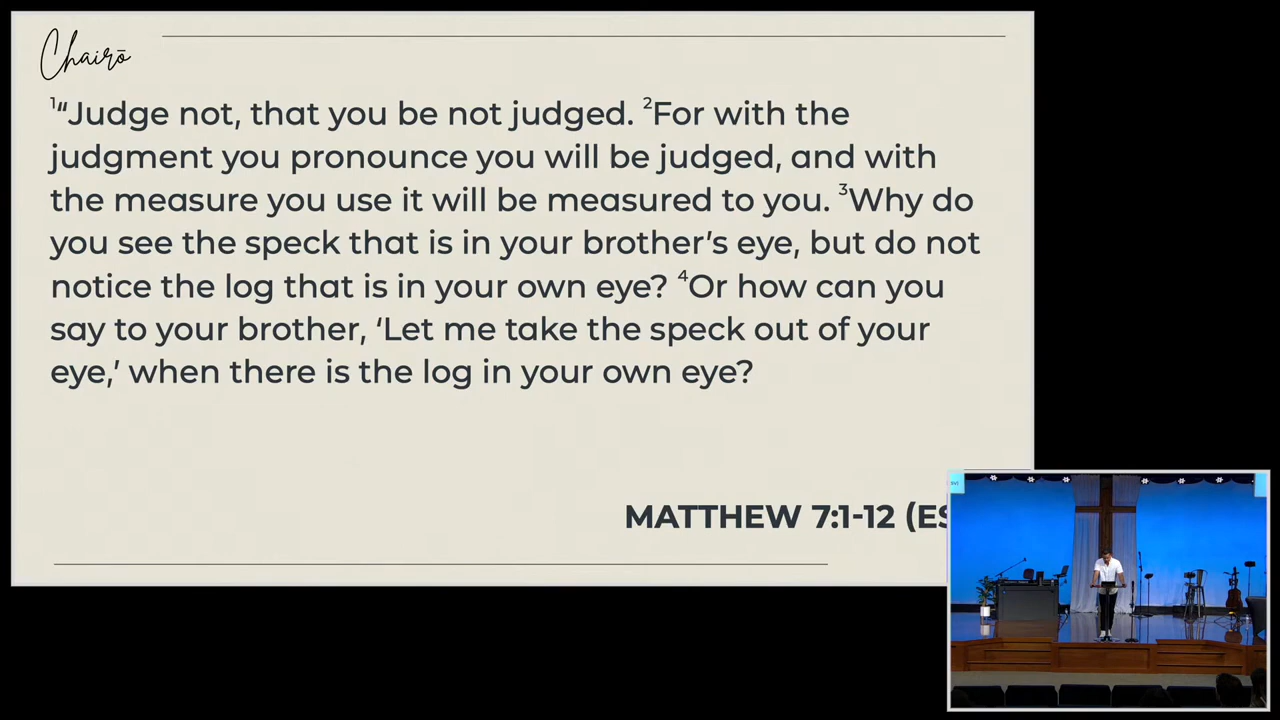 Chairō
¹“Judge not, that you be not judged. ²For with the
judgment you pronounce you will be judged, and with
the measure you use it will be measured to you. ³Why do
you see the speck that is in your brother’s eye, but do not
notice the log that is in your own eye? ⁴Or how can you
say to your brother, ‘Let me take the speck out of your
eye,’ when there is the log in your own eye?
MATTHEW 7:1-12 (ES